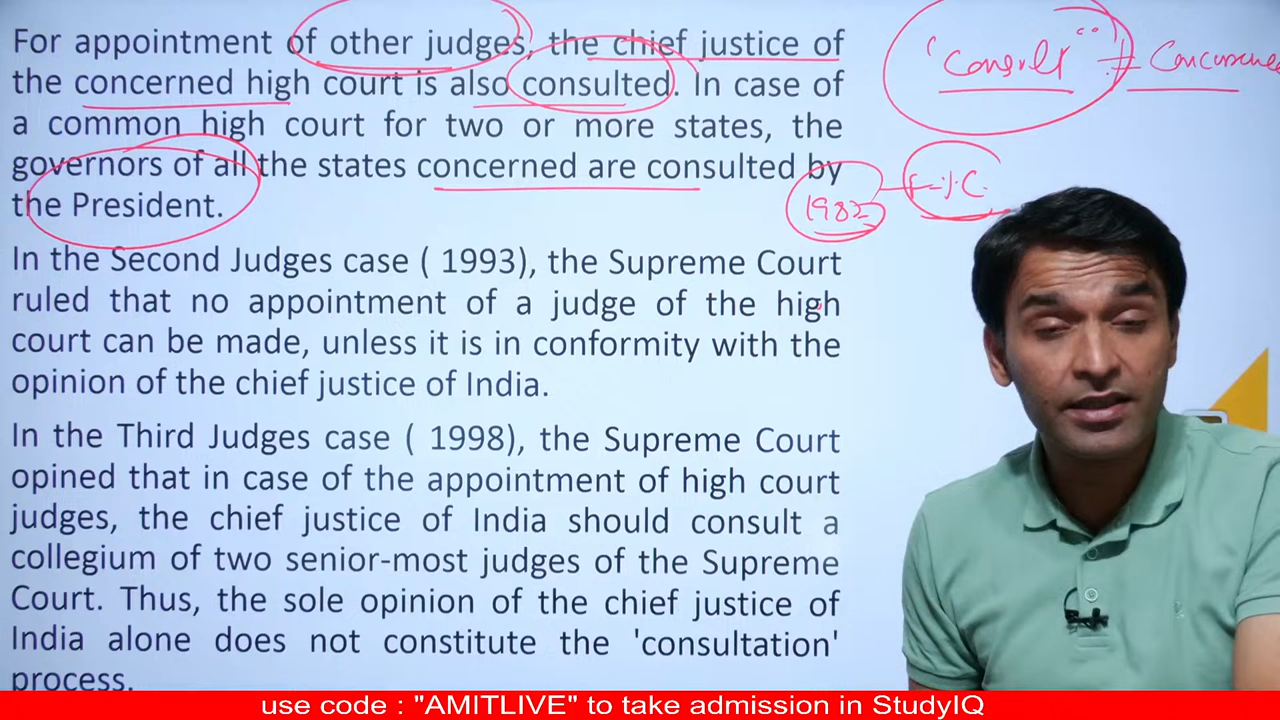 For appointment of other judges, the chief justice of
the concerned high court is also consulted. In case of
a common high court for two or more states, the
governors of all the states concerned are consulted by
the President.
"consult" ≠ Concurrence
1982 F.J.C.
In the Second Judges case ( 1993), the Supreme Court
ruled that no appointment of a judge of the high
court can be made, unless it is in conformity with the
opinion of the chief justice of India.
In the Third Judges case ( 1998), the Supreme Court
opined that in case of the appointment of high court
judges, the chief justice of India should consult a
collegium of two senior-most judges of the Supreme
Court. Thus, the sole opinion of the chief justice of
India alone does not constitute the 'consultation'
process.
use code : "AMITLIVE" to take admission in StudyIQ